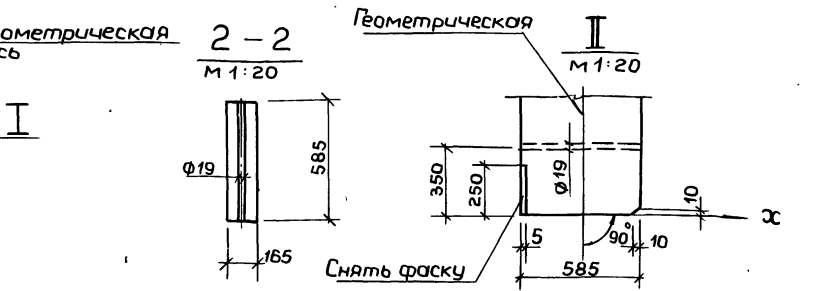 ометрическая
сь
2 - 2
М 1:20
I
Ф19
585
165
Геометрическая
II
М 1:20
350
250
Ф19
10
x
5
90°
10
585
Снять фаску